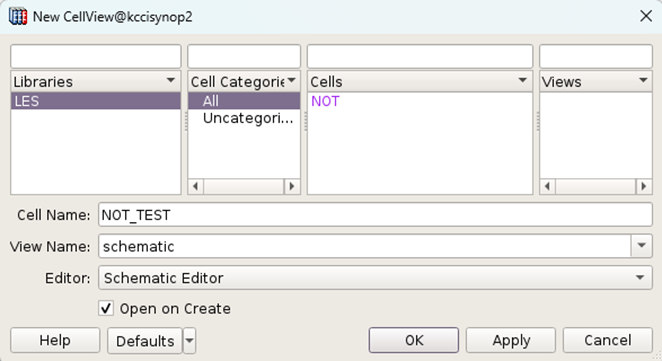 New CellView@kccisynop2
Libraries
Cell Categorie
Cells
Views
LES
All
NOT
Uncategori...
Cell Name: NOT_TEST
View Name: schematic
Editor: Schematic Editor
Open on Create
Help Defaults OK Apply Cancel